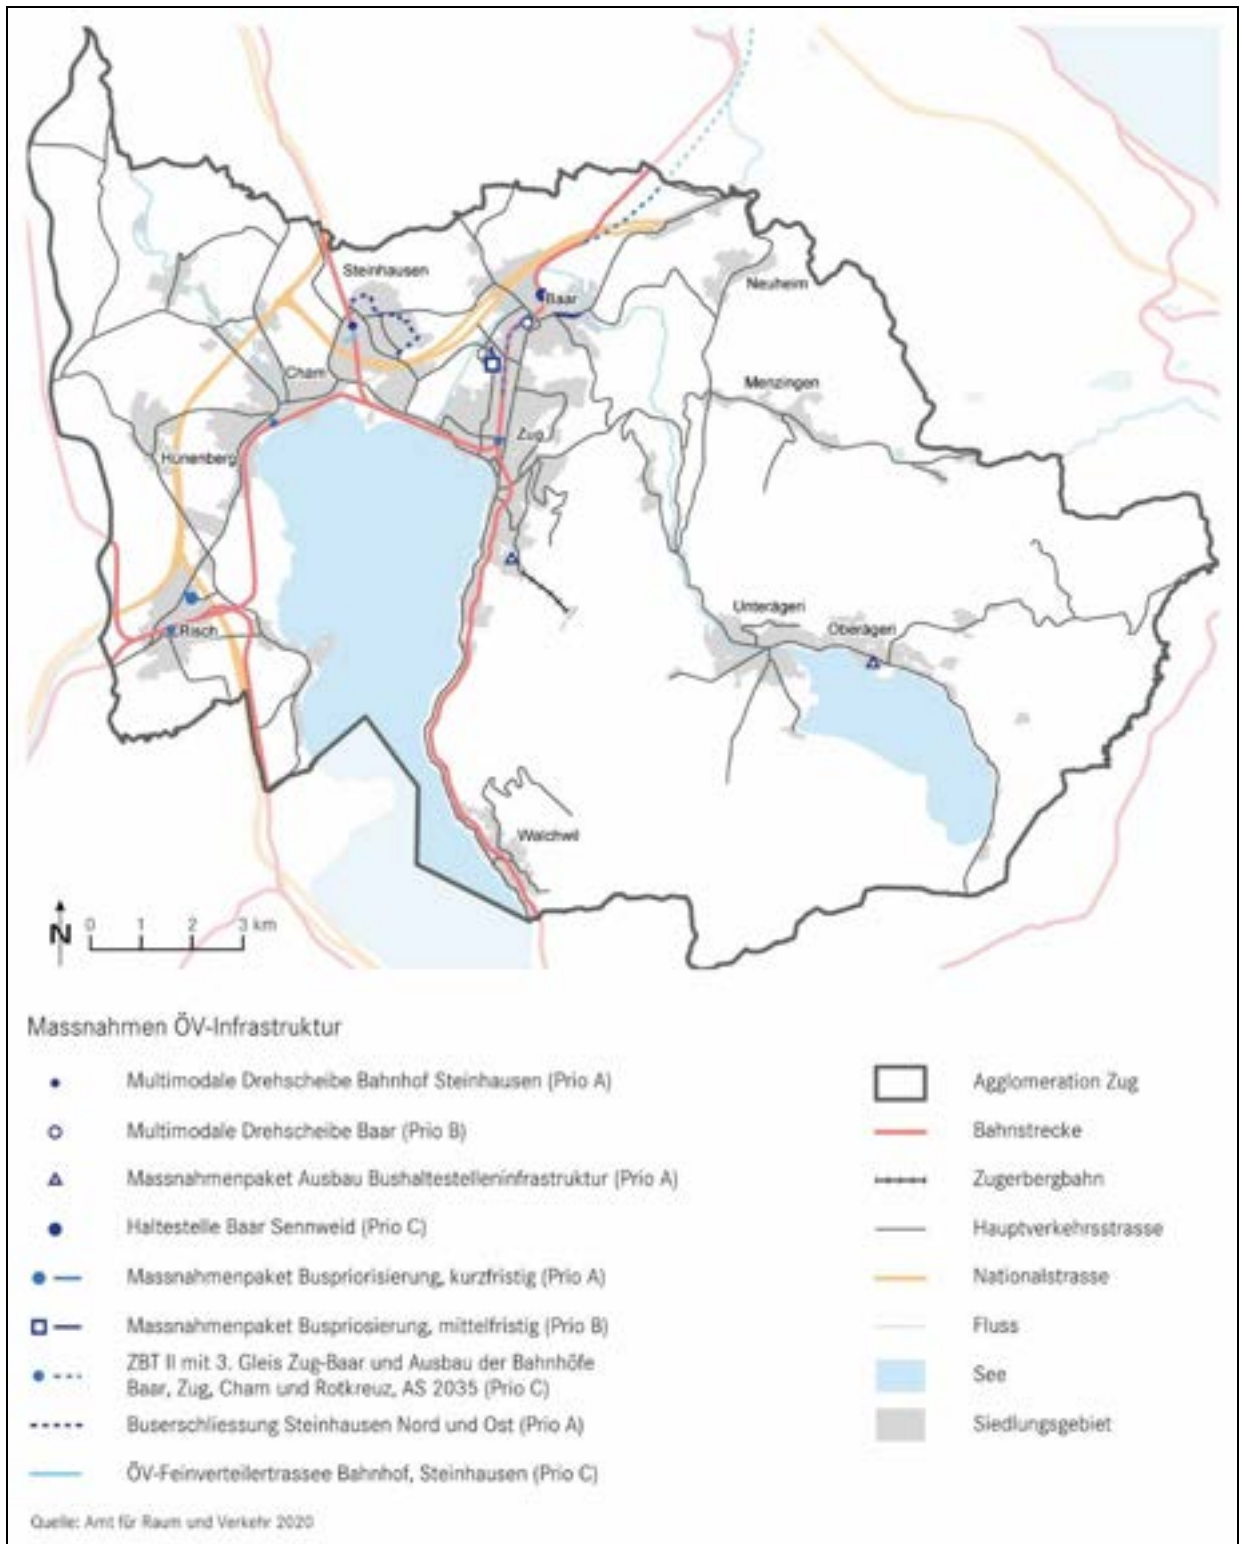 Steinhausen
Baar
Neuheim
Cham
Menzingen
Zug
Hünenberg
Unterägeri
Oberägeri
Risch
Walchwil
N
0 1 2 3 km
Massnahmen ÖV-Infrastruktur
Multimodale Drehscheibe Bahnhof Steinhausen (Prio A)
Multimodale Drehscheibe Baar (Prio B)
Massnahmenpaket Ausbau Bushaltestelleninfrastruktur (Prio A)
Haltestelle Baar Sennweid (Prio C)
Massnahmenpaket Buspriorisierung, kurzfristig (Prio A)
Massnahmenpaket Buspriosierung, mittelfristig (Prio B)
ZBT II mit 3. Gleis Zug-Baar und Ausbau der Bahnhöfe
Baar, Zug, Cham und Rotkreuz, AS 2035 (Prio C)
Buserschliessung Steinhausen Nord und Ost (Prio A)
ÖV-Feinverteilertrassee Bahnhof, Steinhausen (Prio C)
Agglomeration Zug
Bahnstrecke
Zugerbergbahn
Hauptverkehrsstrasse
Nationalstrasse
Fluss
See
Siedlungsgebiet
Quelle: Amt für Raum und Verkehr 2020